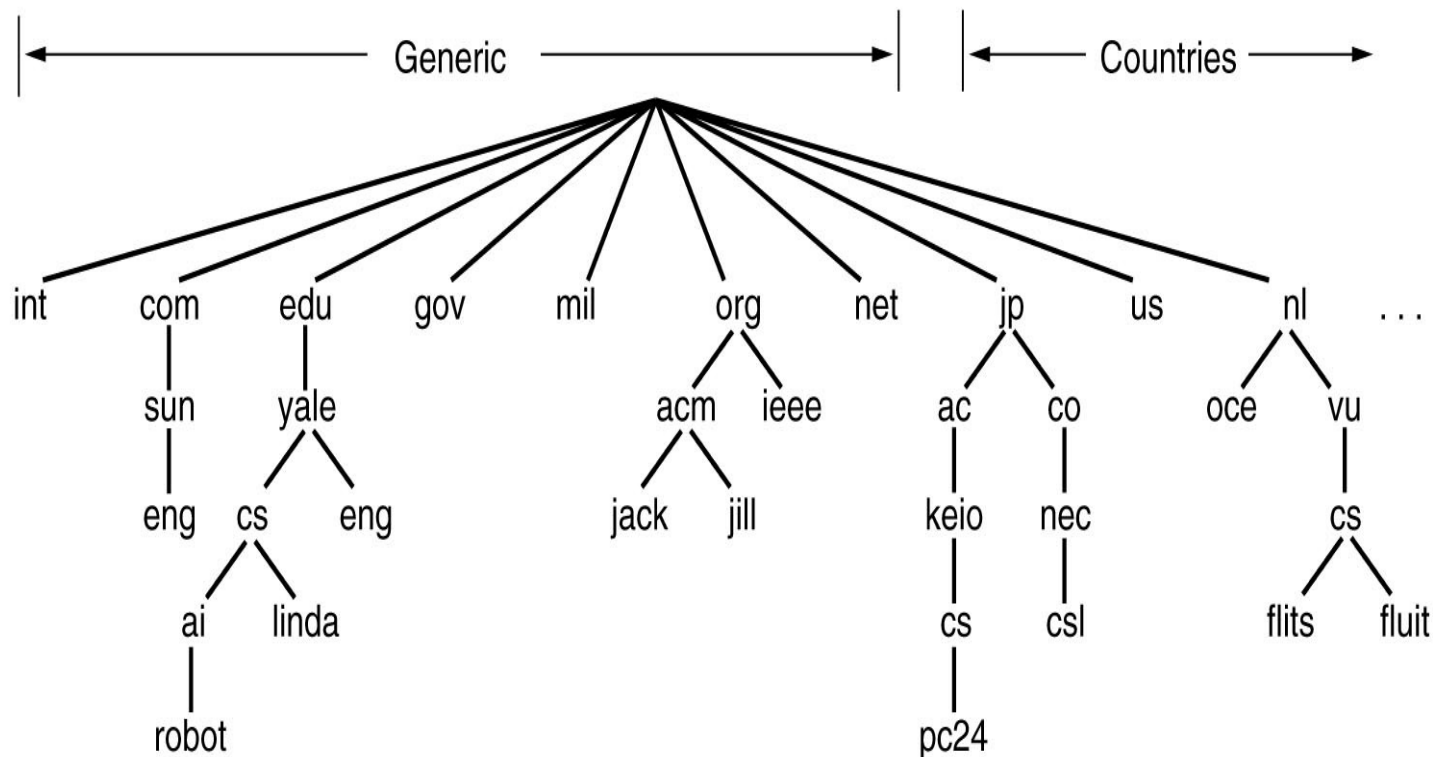 Generic Countries
int com edu gov mil org net jp us nl . . .
sun yale acm ieee ac co oce vu
eng cs eng jack jill keio nec cs
ai linda cs csl flits fluit
robot pc24